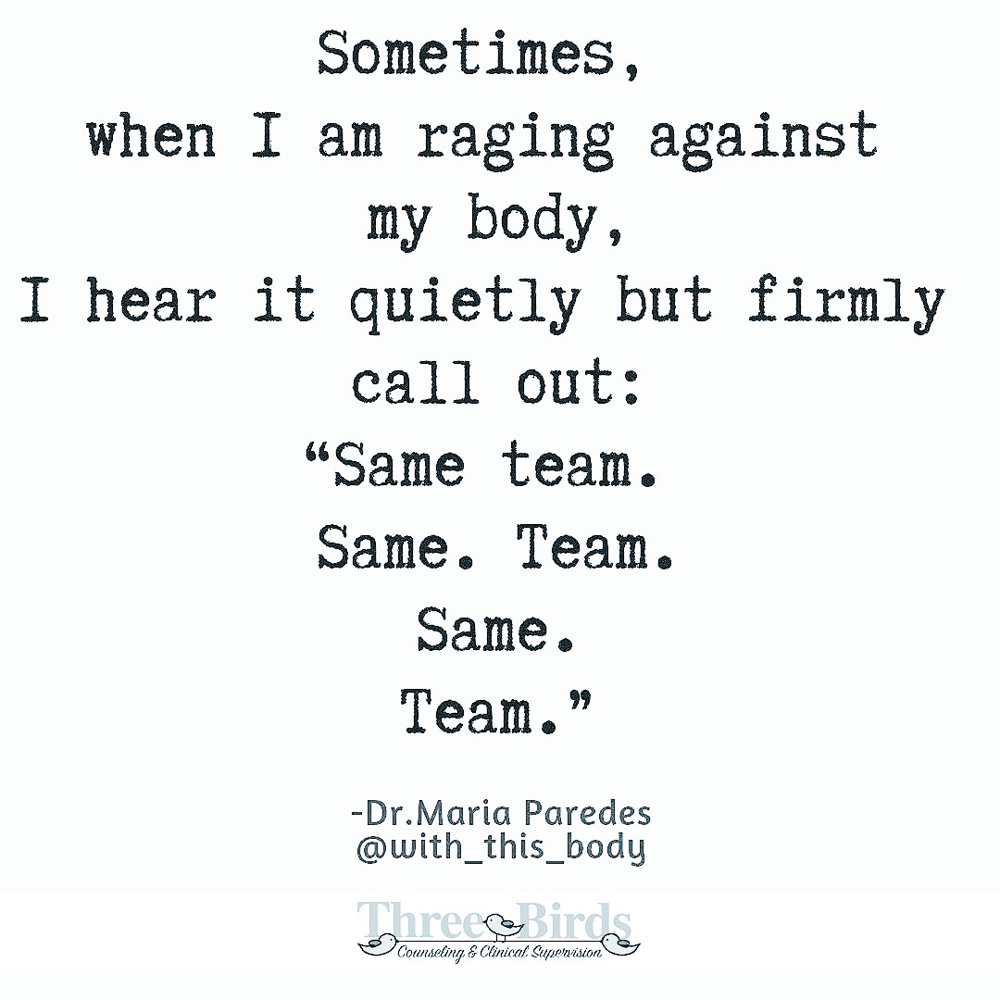 Sometimes,
when I am raging against
my body,
I hear it quietly but firmly
call out:
“Same team.
Same. Team.
Same.
Team.”
-Dr.Maria Paredes
@with_this_body
Three Birds
Counseling & Clinical Supervision